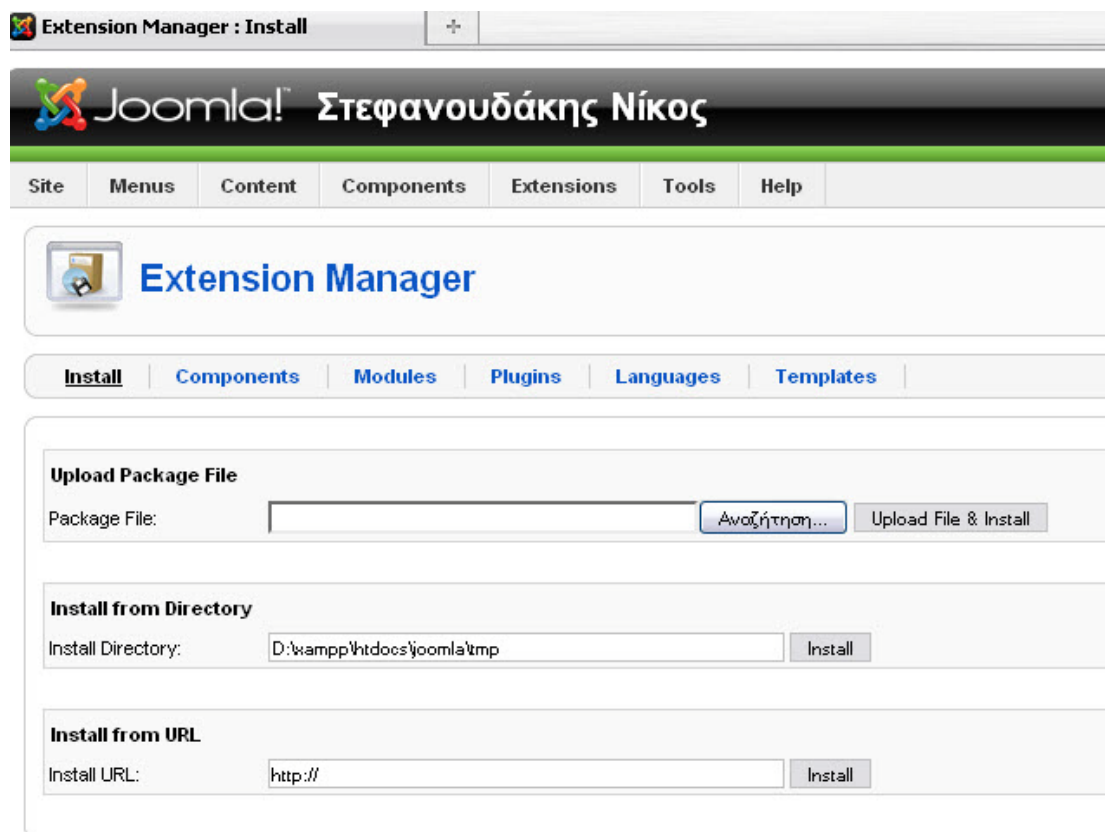 Extension Manager : Install
Joomla! Στεφανουδάκης Νίκος
Site Menus Content Components Extensions Tools Help
Extension Manager
Install Components Modules Plugins Languages Templates
Upload Package File
Package File: Αναζήτηση... Upload File & Install
Install from Directory
Install Directory: D:\xampp\htdocs\joomla\tmp Install
Install from URL
Install URL: http:// Install